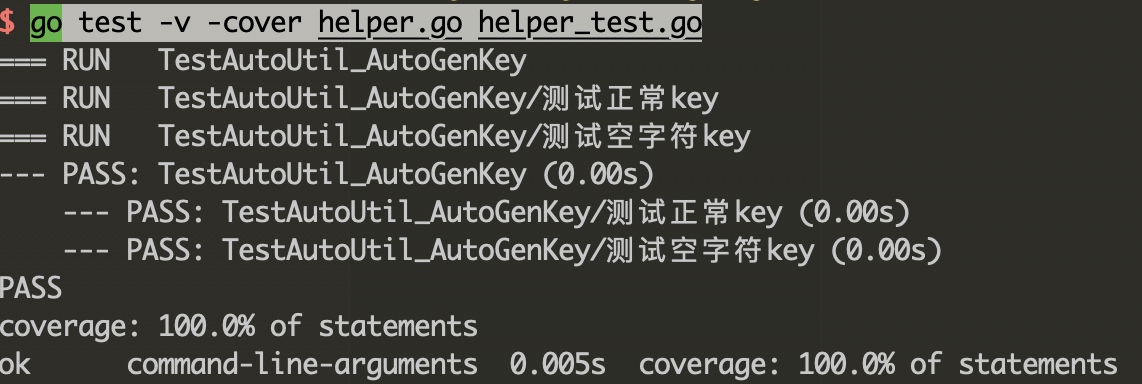 $ go test -v -cover helper.go helper_test.go
=== RUN   TestAutoUtil_AutoGenKey
=== RUN   TestAutoUtil_AutoGenKey/测试正常key
=== RUN   TestAutoUtil_AutoGenKey/测试空字符key
--- PASS: TestAutoUtil_AutoGenKey (0.00s)
    --- PASS: TestAutoUtil_AutoGenKey/测试正常key (0.00s)
    --- PASS: TestAutoUtil_AutoGenKey/测试空字符key (0.00s)
PASS
coverage: 100.0% of statements
ok      command-line-arguments  0.005s  coverage: 100.0% of statements